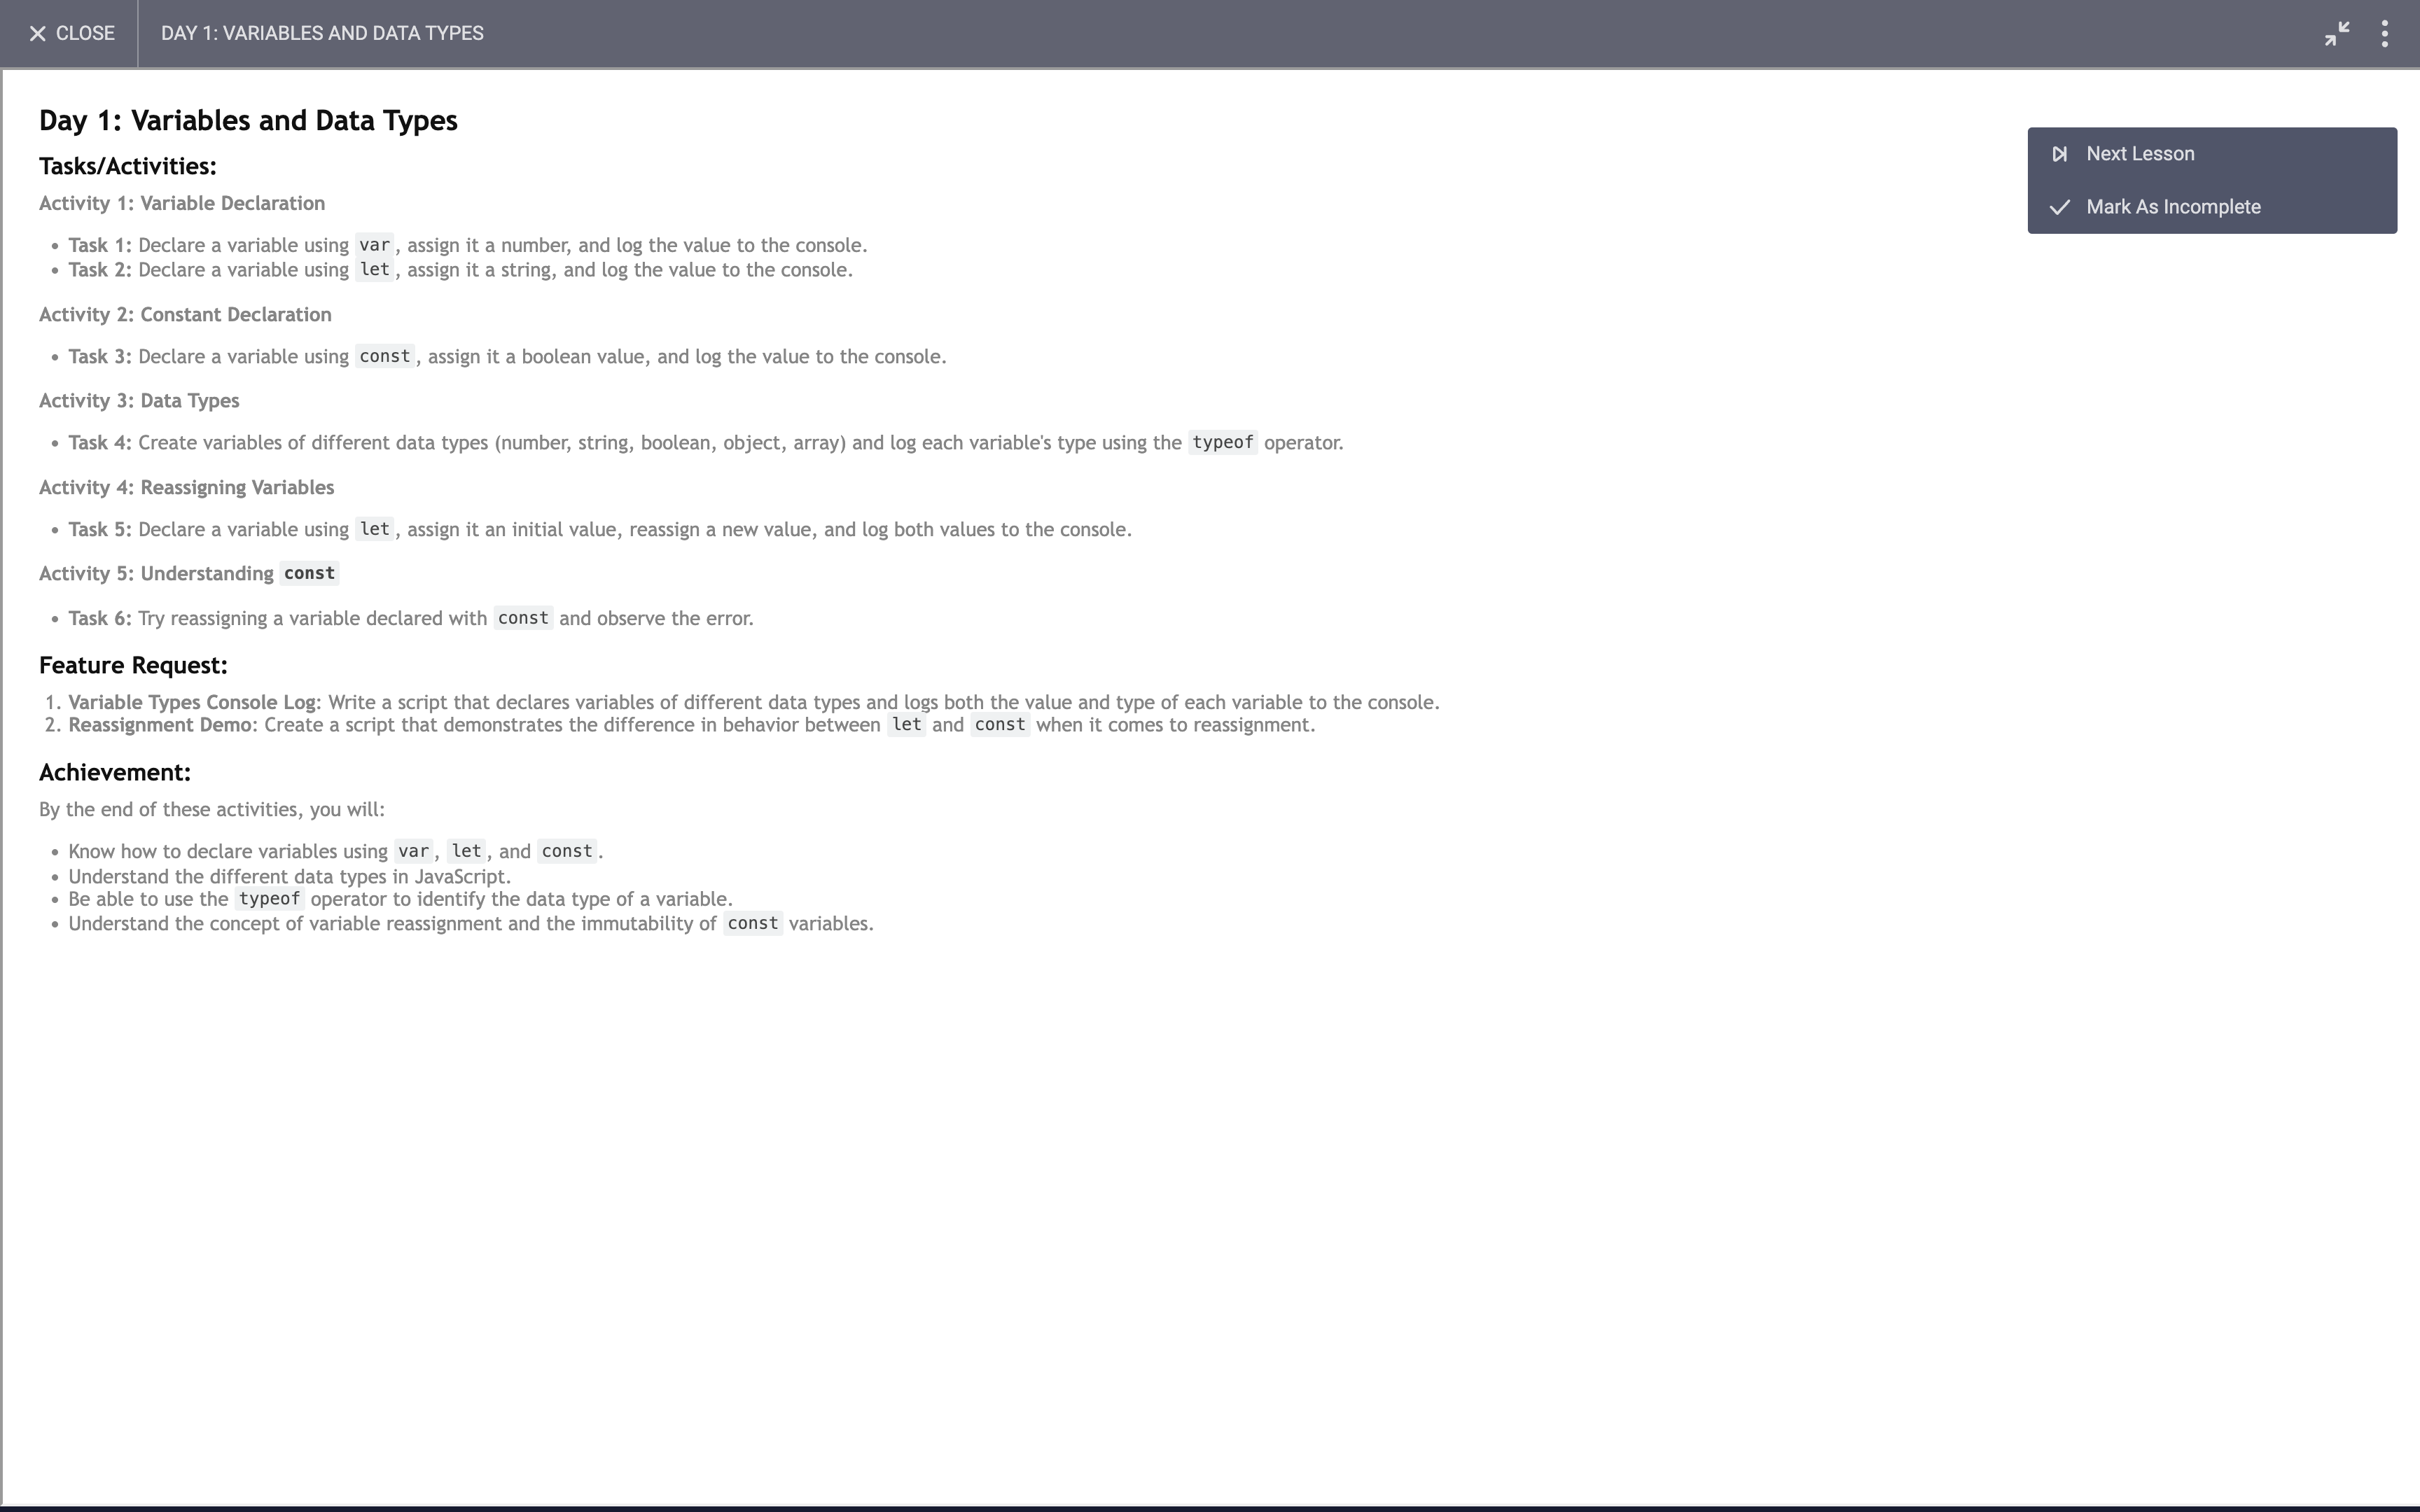 CLOSE
DAY 1: VARIABLES AND DATA TYPES
Day 1: Variables and Data Types
Next Lesson
Mark As Incomplete
Tasks/Activities:
Activity 1: Variable Declaration
Task 1: Declare a variable using var, assign it a number, and log the value to the console.
Task 2: Declare a variable using let, assign it a string, and log the value to the console.
Activity 2: Constant Declaration
Task 3: Declare a variable using const, assign it a boolean value, and log the value to the console.
Activity 3: Data Types
Task 4: Create variables of different data types (number, string, boolean, object, array) and log each variable's type using the typeof operator.
Activity 4: Reassigning Variables
Task 5: Declare a variable using let, assign it an initial value, reassign a new value, and log both values to the console.
Activity 5: Understanding const
Task 6: Try reassigning a variable declared with const and observe the error.
Feature Request:
1. Variable Types Console Log: Write a script that declares variables of different data types and logs both the value and type of each variable to the console.
2. Reassignment Demo: Create a script that demonstrates the difference in behavior between let and const when it comes to reassignment.
Achievement:
By the end of these activities, you will:
Know how to declare variables using var, let, and const.
Understand the different data types in JavaScript.
Be able to use the typeof operator to identify the data type of a variable.
Understand the concept of variable reassignment and the immutability of const variables.